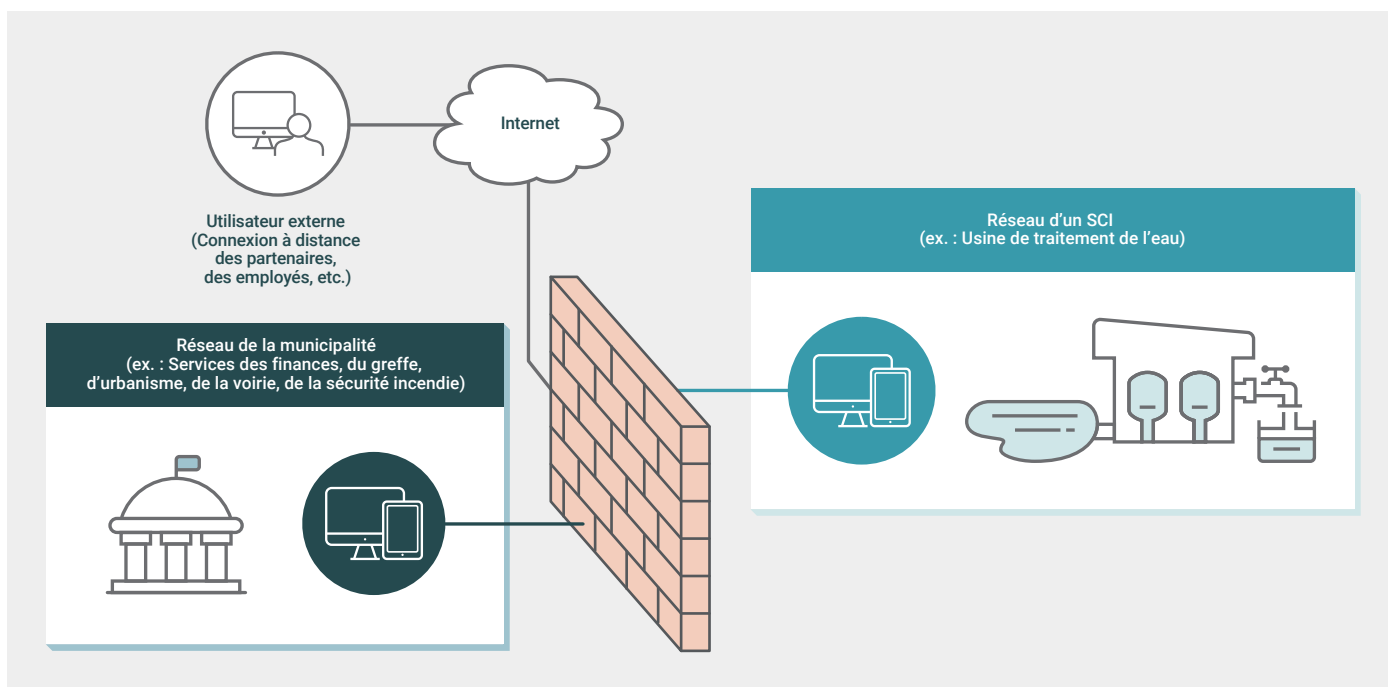 Internet
Utilisateur externe
(Connexion à distance
des partenaires,
des employés, etc.)
Réseau d’un SCI
(ex. : Usine de traitement de l’eau)
Réseau de la municipalité
(ex. : Services des finances, du greffe,
d’urbanisme, de la voirie, de la sécurité incendie)